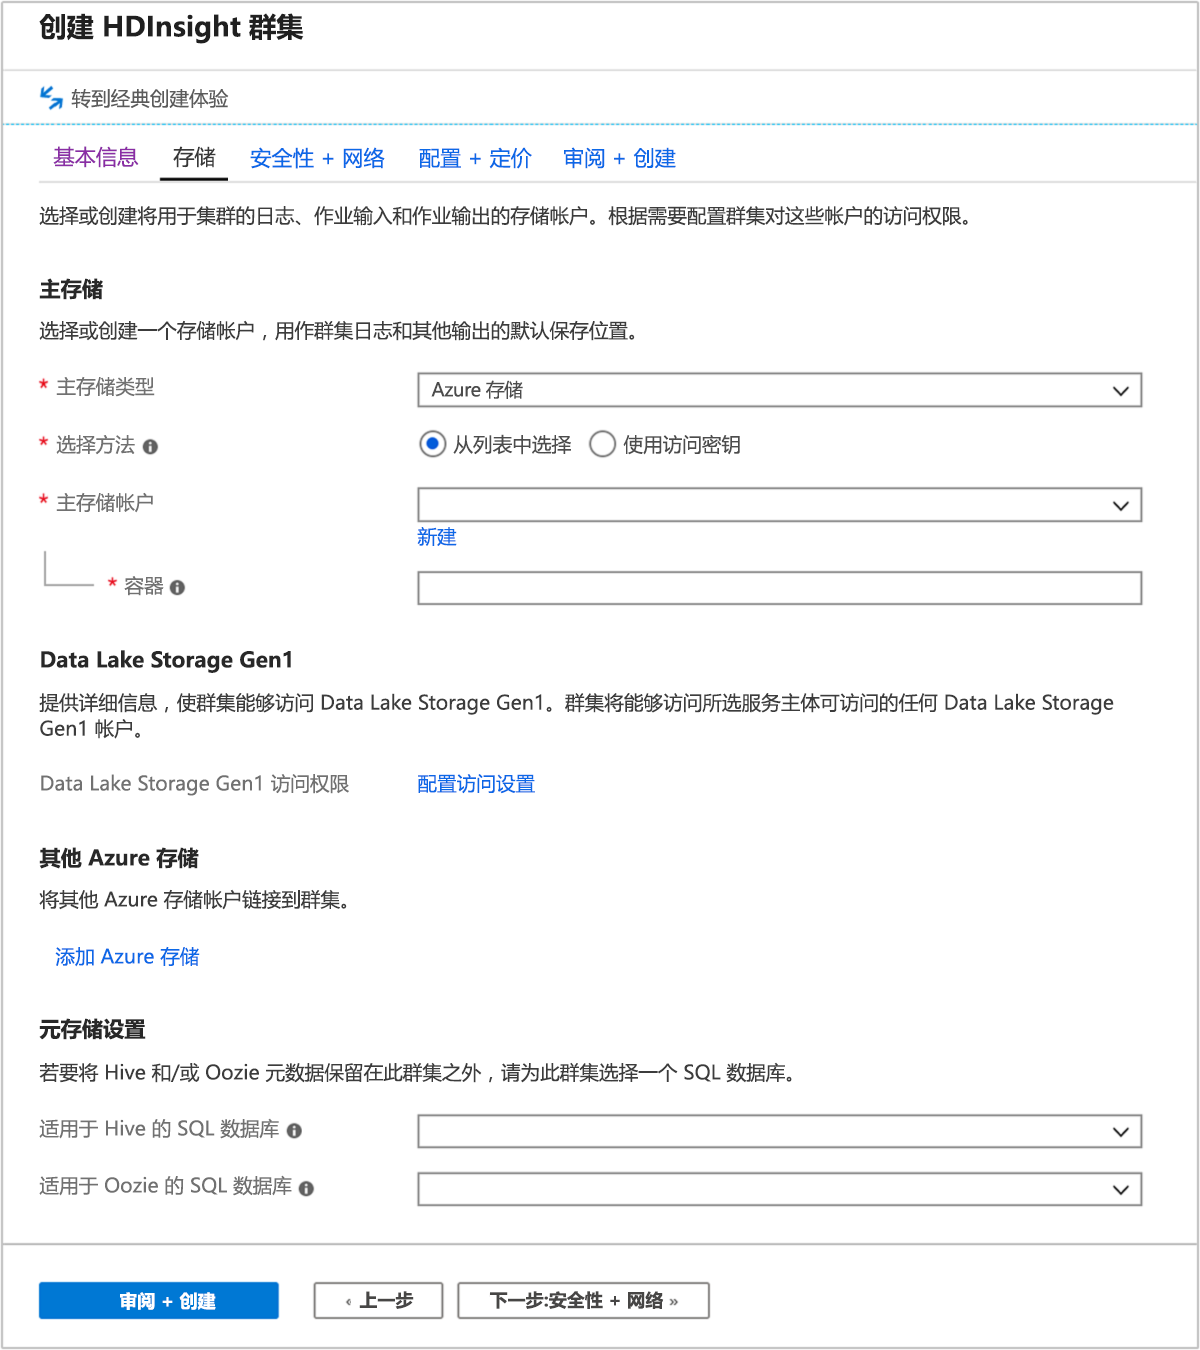 创建 HDInsight 群集
转到经典创建体验
基本信息 存储 安全性 + 网络 配置 + 定价 审阅 + 创建
选择或创建将用于集群的日志、作业输入和作业输出的存储帐户。根据需要配置群集对这些帐户的访问权限。
主存储
选择或创建一个存储帐户，用作群集日志和其他输出的默认保存位置。
* 主存储类型 Azure 存储
* 选择方法 从列表中选择 使用访问密钥
* 主存储帐户
新建
* 容器
Data Lake Storage Gen1
提供详细信息，使群集能够访问 Data Lake Storage Gen1。群集将能够访问所选服务主体可访问的任何 Data Lake Storage
Gen1 帐户。
Data Lake Storage Gen1 访问权限 配置访问设置
其他 Azure 存储
将其他 Azure 存储帐户链接到群集。
添加 Azure 存储
元存储设置
若要将 Hive 和/或 Oozie 元数据保留在此群集之外，请为此群集选择一个 SQL 数据库。
适用于 Hive 的 SQL 数据库
适用于 Oozie 的 SQL 数据库
审阅 + 创建 « 上一步 下一步:安全性 + 网络 »